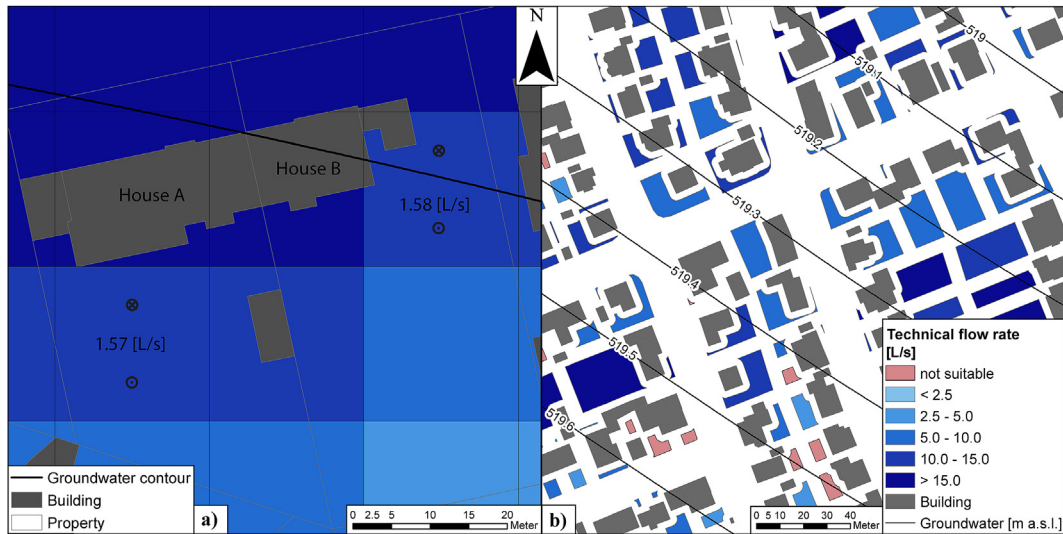 House A
House B
1.58 [L/s]
1.57 [L/s]
Groundwater contour
Building
Property
a)
0 2.5 5 10 15 20
Meter
N
519
519.1
519.2
519.3
519.4
519.5
519.6
Technical flow rate
[L/s]
not suitable
< 2.5
2.5 - 5.0
5.0 - 10.0
10.0 - 15.0
> 15.0
Building
Groundwater [m a.s.l.]
b)
0 5 10 20 30 40
Meter